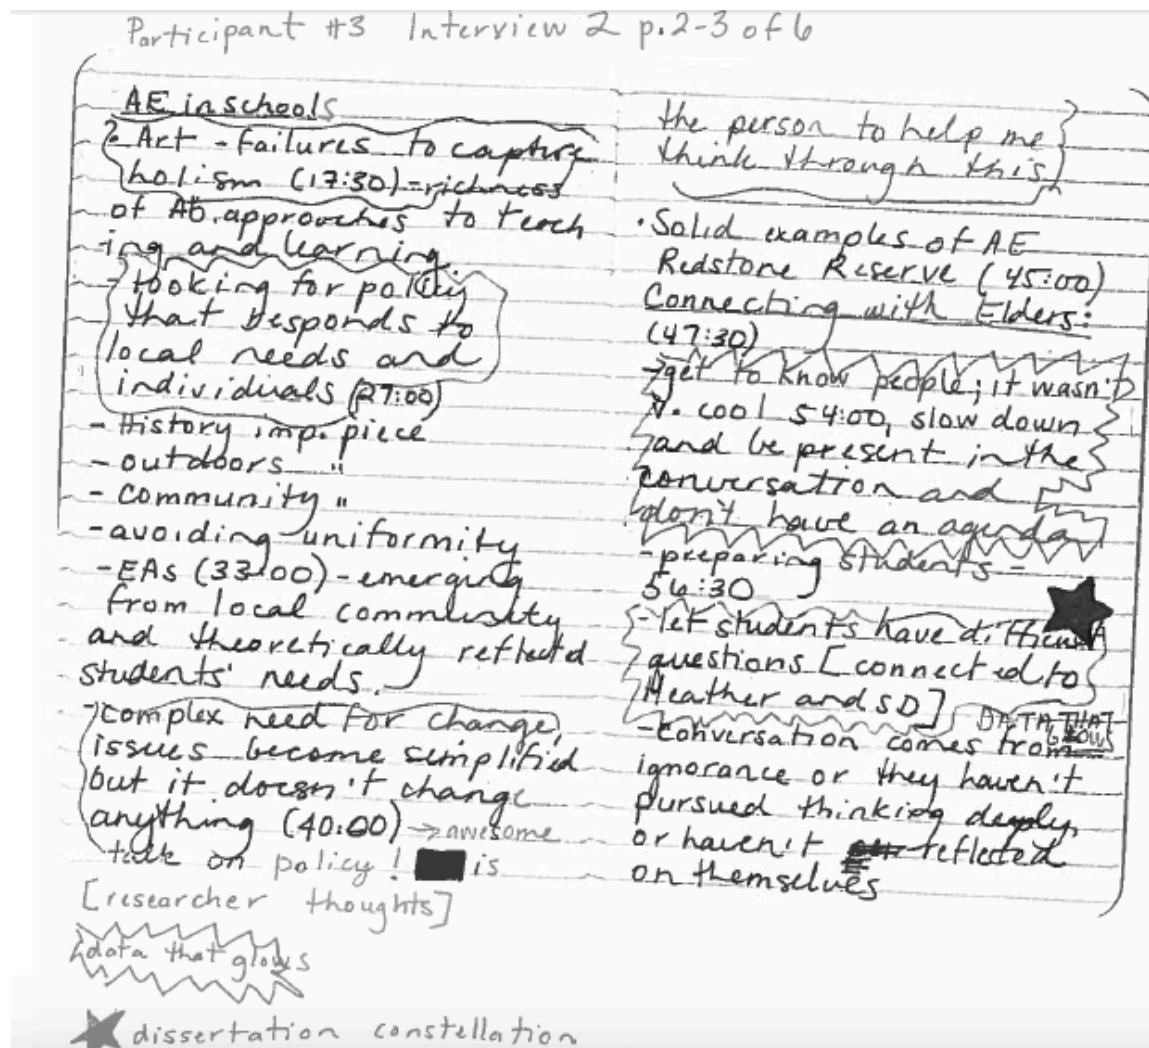 Participant #3 Interview 2 p.2-3 of 6
AE in schools
? Art - failures to capture
holism (17:30) - richness
of Ab. approaches to teach
ing and learning
- looking for policy
that responds to
local needs and
individuals (27:00)
- History imp. piece
- outdoors "
- community "
- avoiding uniformity
- EAs (33:00) - emerging
from local community
and theoretically reflected
students' needs.
- complex need for change,
issues become simplified
but it doesn't change
anything (40:00) → awesome
talk on policy! is
the person to help me
think through this
• Solid examples of AE
Redstone Reserve (45:00)
Connecting with Elders:
(47:30)
- get to know people; it wasn't
v. cool 54:00, slow down
and be present in the
conversation and
don't have an agenda
- preparing students -
56:30
- let students have difficult
questions [connected to
Heather and SD]
DATA THAT
GLOWS
- conversation comes from
ignorance or they haven't
pursued thinking deeply
or haven't reflected
on themselves
[researcher thoughts]
data that glows
dissertation constellation